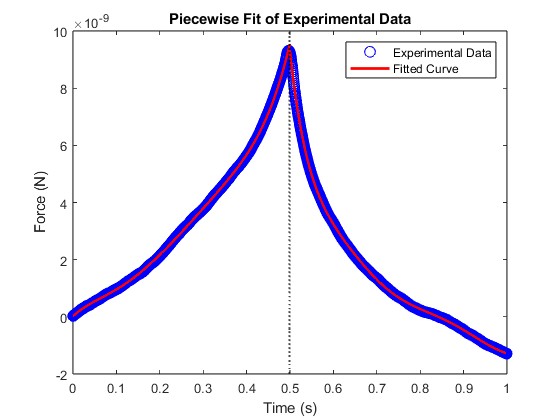 Piecewise Fit of Experimental Data
×10⁻⁹
10
8
6
4
2
0
-2
Force (N)
Experimental Data
Fitted Curve
0 0.1 0.2 0.3 0.4 0.5 0.6 0.7 0.8 0.9 1
Time (s)